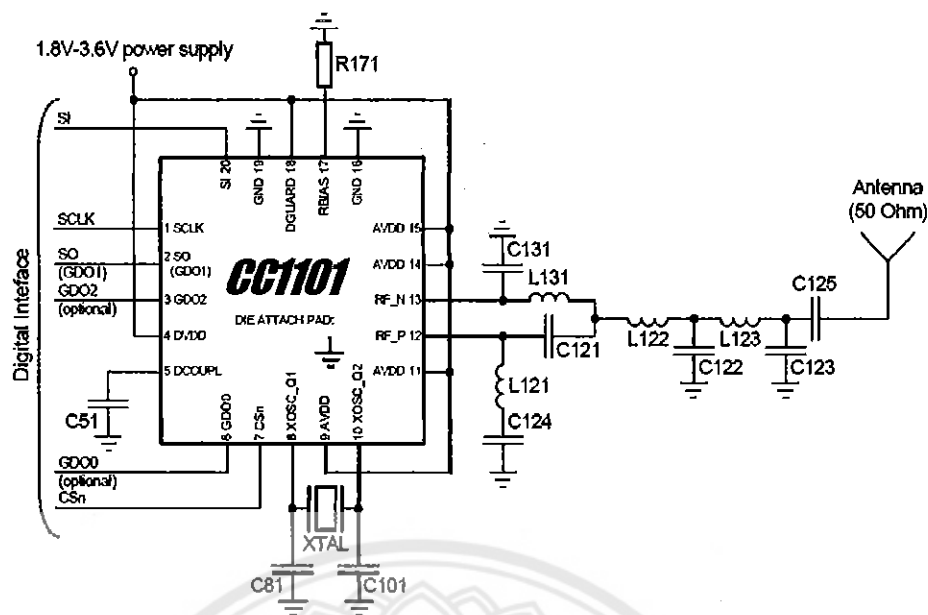 1.8V-3.6V power supply
R171
SI
SI 20
GND 19
DGUARD 18
RBIAS 17
GND 16
Antenna
(50 Ohm)
SCLK
1 SCLK
AVDD 15
C131
SO
(GDO1)
2 SO
(GDO1)
CC1101
AVDD 14
L131
C125
GDO2
(optional)
3 GDO2
RF_N 13
DIE ATTACH PAD:
4 DVDD
RF_P 12
C121
L122
L123
C122
C123
Digital Inteface
5 DCOUPL
AVDD 11
L121
C51
C124
6 GDO0
7 CSn
8 XOSC_Q1
9 AVDD
10 XOSC_Q2
GDO0
(optional)
CSn
XTAL
C81
C101